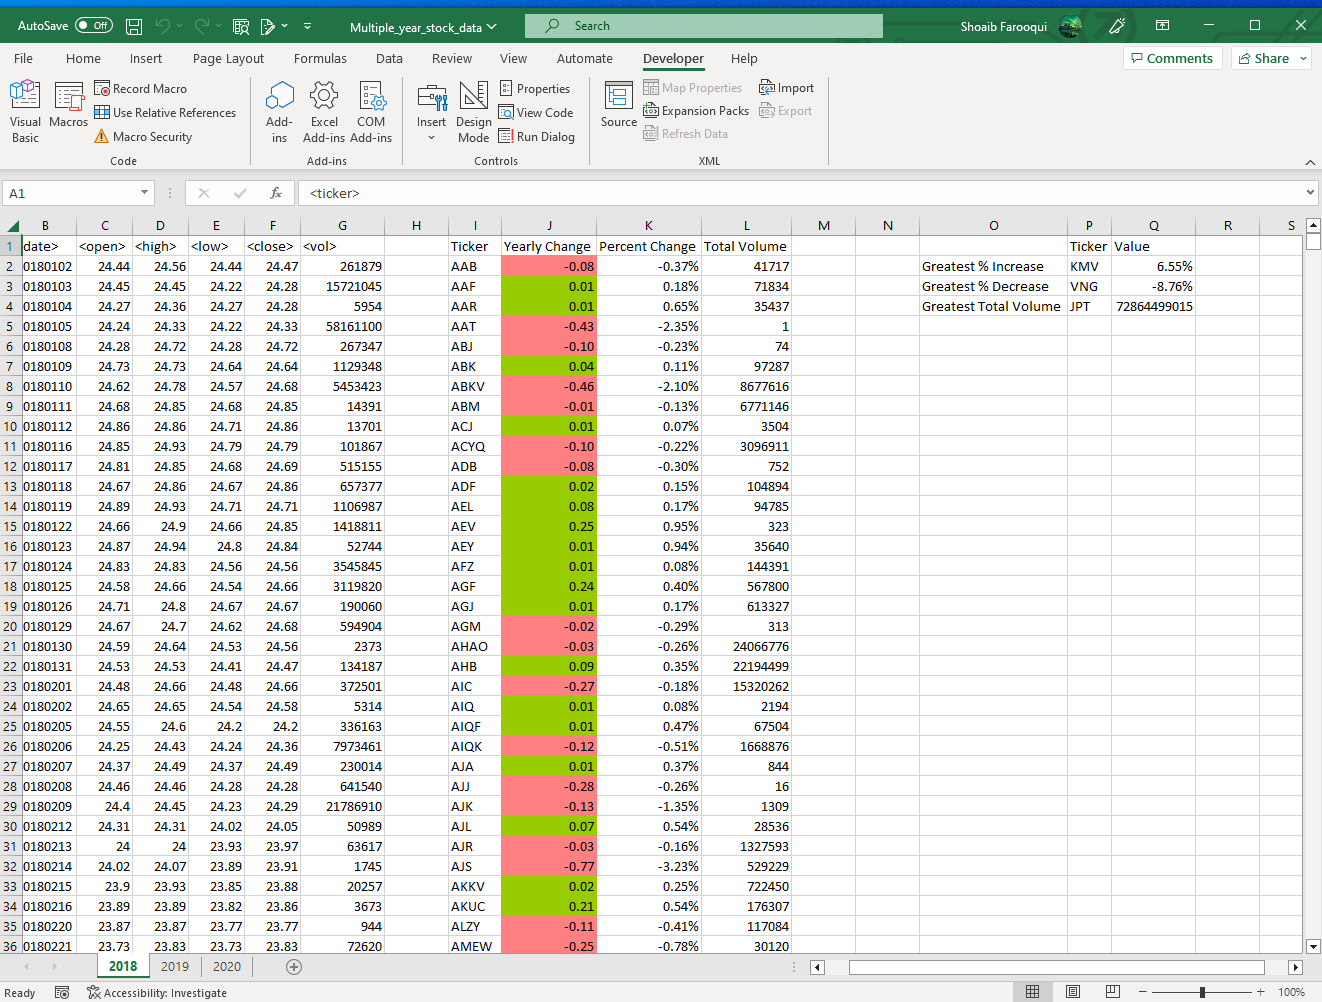 AutoSave Off Multiple_year_stock_data Search Shoaib Farooqui
File Home Insert Page Layout Formulas Data Review View Automate Developer Help Comments Share
Visual Basic
Macros
Record Macro
Use Relative References
Macro Security
Code
Add-ins
Excel Add-ins
COM Add-ins
Add-ins
Insert
Design Mode
Properties
View Code
Run Dialog
Controls
Source
Map Properties
Expansion Packs
Refresh Data
Import
Export
XML
A1 fx <ticker>
B C D E F G H I J K L M N O P Q R S
1 date> <open> <high> <low> <close> <vol> Ticker Yearly Change Percent Change Total Volume Ticker Value
2 0180102 24.44 24.56 24.44 24.47 261879 AAB -0.08 -0.37% 41717 Greatest % Increase KMV 6.55%
3 0180103 24.45 24.45 24.22 24.28 15721045 AAF 0.01 0.18% 71834 Greatest % Decrease VNG -8.76%
4 0180104 24.27 24.36 24.27 24.28 5954 AAR 0.01 0.65% 35437 Greatest Total Volume JPT 72864499015
5 0180105 24.24 24.33 24.22 24.33 58161100 AAT -0.43 -2.35% 1
6 0180108 24.28 24.72 24.28 24.72 267347 ABJ -0.10 -0.23% 74
7 0180109 24.73 24.73 24.64 24.64 1129348 ABK 0.04 0.11% 97287
8 0180110 24.62 24.78 24.57 24.68 5453423 ABKV -0.46 -2.10% 8677616
9 0180111 24.68 24.85 24.68 24.85 14391 ABM -0.01 -0.13% 6771146
10 0180112 24.86 24.86 24.71 24.86 13701 ACJ 0.01 0.07% 3504
11 0180116 24.85 24.93 24.79 24.79 101867 ACYQ -0.10 -0.22% 3096911
12 0180117 24.81 24.85 24.68 24.69 515155 ADB -0.08 -0.30% 752
13 0180118 24.67 24.86 24.67 24.86 657377 ADF 0.02 0.15% 104894
14 0180119 24.89 24.93 24.71 24.71 1106987 AEL 0.08 0.17% 94785
15 0180122 24.66 24.9 24.66 24.85 1418811 AEV 0.25 0.95% 323
16 0180123 24.87 24.94 24.8 24.84 52744 AEY 0.01 0.94% 35640
17 0180124 24.83 24.83 24.56 24.56 3545845 AFZ 0.01 0.08% 144391
18 0180125 24.58 24.66 24.54 24.66 3119820 AGF 0.24 0.40% 567800
19 0180126 24.71 24.8 24.67 24.67 190060 AGJ 0.01 0.17% 613327
20 0180129 24.67 24.7 24.62 24.68 594904 AGM -0.02 -0.29% 313
21 0180130 24.59 24.64 24.53 24.56 2373 AHAO -0.03 -0.26% 24066776
22 0180131 24.53 24.53 24.41 24.47 134187 AHB 0.09 0.35% 22194499
23 0180201 24.48 24.66 24.48 24.66 372501 AIC -0.27 -0.18% 15320262
24 0180202 24.65 24.65 24.54 24.58 5314 AIQ 0.01 0.08% 2194
25 0180205 24.55 24.6 24.2 24.2 336163 AIQF 0.01 0.47% 67504
26 0180206 24.25 24.43 24.24 24.36 7973461 AIQK -0.12 -0.51% 1668876
27 0180207 24.37 24.49 24.37 24.49 230014 AJA 0.01 0.37% 844
28 0180208 24.46 24.46 24.28 24.28 641540 AJJ -0.28 -0.26% 16
29 0180209 24.4 24.45 24.23 24.29 21786910 AJK -0.13 -1.35% 1309
30 0180212 24.31 24.31 24.02 24.05 50989 AJL 0.07 0.54% 28536
31 0180213 24 24 23.93 23.97 63617 AJR -0.03 -0.16% 1327593
32 0180214 24.02 24.07 23.89 23.91 1745 AJS -0.77 -3.23% 529229
33 0180215 23.9 23.93 23.85 23.88 20257 AKKV 0.02 0.25% 722450
34 0180216 23.89 23.89 23.82 23.86 3673 AKUC 0.21 0.54% 176307
35 0180220 23.87 23.87 23.77 23.77 944 ALZY -0.11 -0.41% 117084
36 0180221 23.73 23.83 23.73 23.83 72620 AMEW -0.25 -0.78% 30120
2018 2019 2020
Ready Accessibility: Investigate 100%